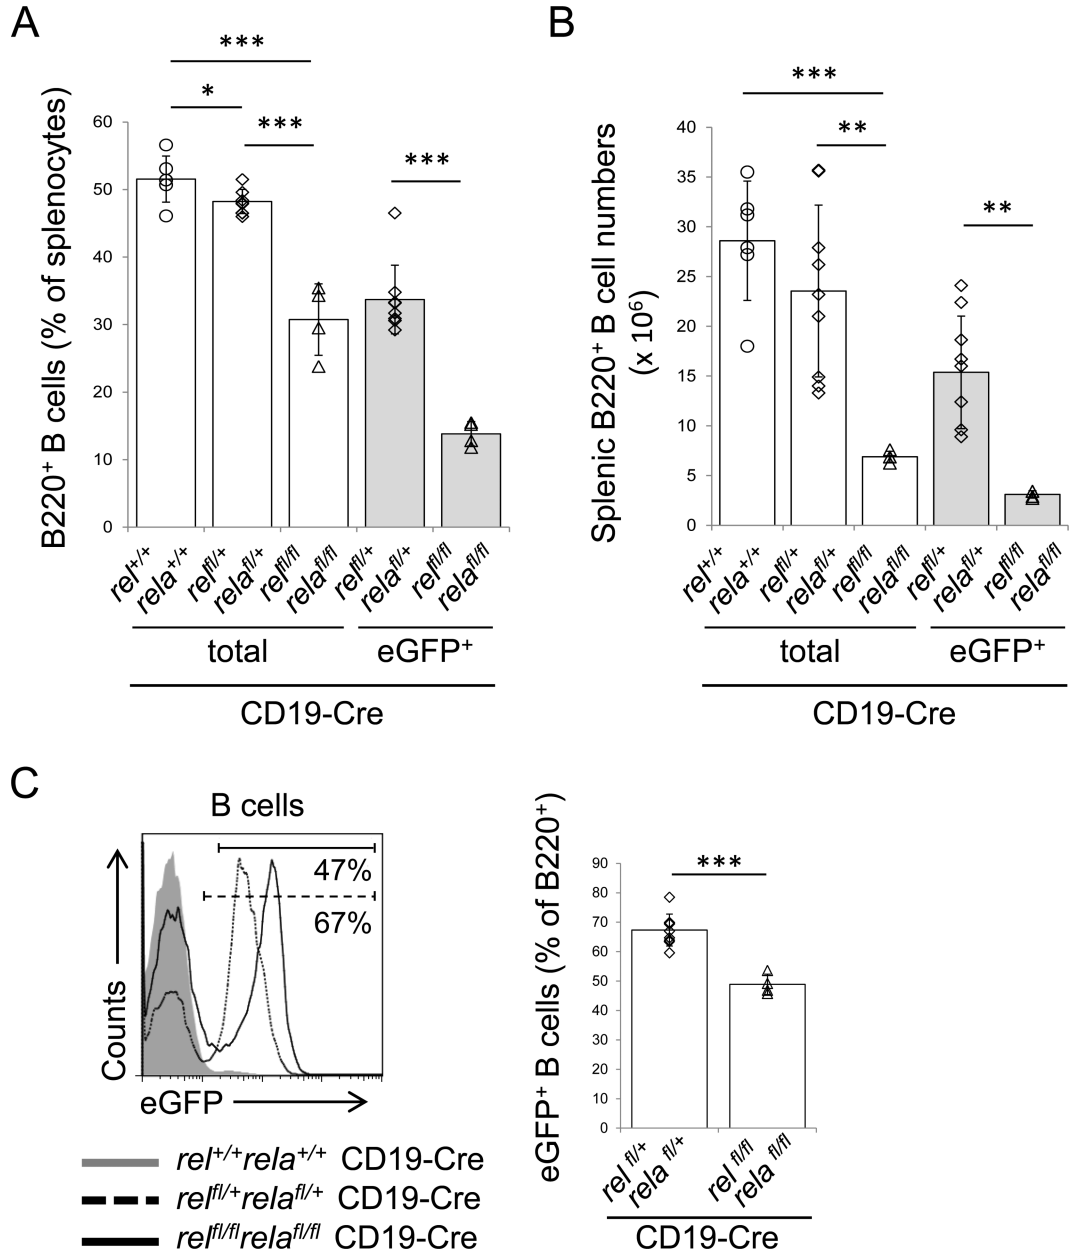 A
***
*
***
***
B220⁺ B cells (% of splenocytes)
60
50
40
30
20
10
0
rel⁺/⁺ rela⁺/⁺
relᶠˡ/⁺ relaᶠˡ/⁺
relᶠˡ/ᶠˡ relaᶠˡ/ᶠˡ
relᶠˡ/⁺ relaᶠˡ/⁺
relᶠˡ/ᶠˡ relaᶠˡ/ᶠˡ
total
eGFP⁺
CD19-Cre
B
***
**
**
Splenic B220⁺ B cell numbers
(x 10⁶)
40
35
30
25
20
15
10
5
0
rel⁺/⁺ rela⁺/⁺
relᶠˡ/⁺ relaᶠˡ/⁺
relᶠˡ/ᶠˡ relaᶠˡ/ᶠˡ
relᶠˡ/⁺ relaᶠˡ/⁺
relᶠˡ/ᶠˡ relaᶠˡ/ᶠˡ
total
eGFP⁺
CD19-Cre
C
B cells
47%
67%
Counts
eGFP
rel⁺/⁺rela⁺/⁺ CD19-Cre
relᶠˡ/⁺relaᶠˡ/⁺ CD19-Cre
relᶠˡ/ᶠˡrelaᶠˡ/ᶠˡ CD19-Cre
***
eGFP⁺ B cells (% of B220⁺)
90
80
70
60
50
40
30
20
10
0
rel ᶠˡ/⁺ rela ᶠˡ/⁺
rel ᶠˡ/ᶠˡ rela ᶠˡ/ᶠˡ
CD19-Cre